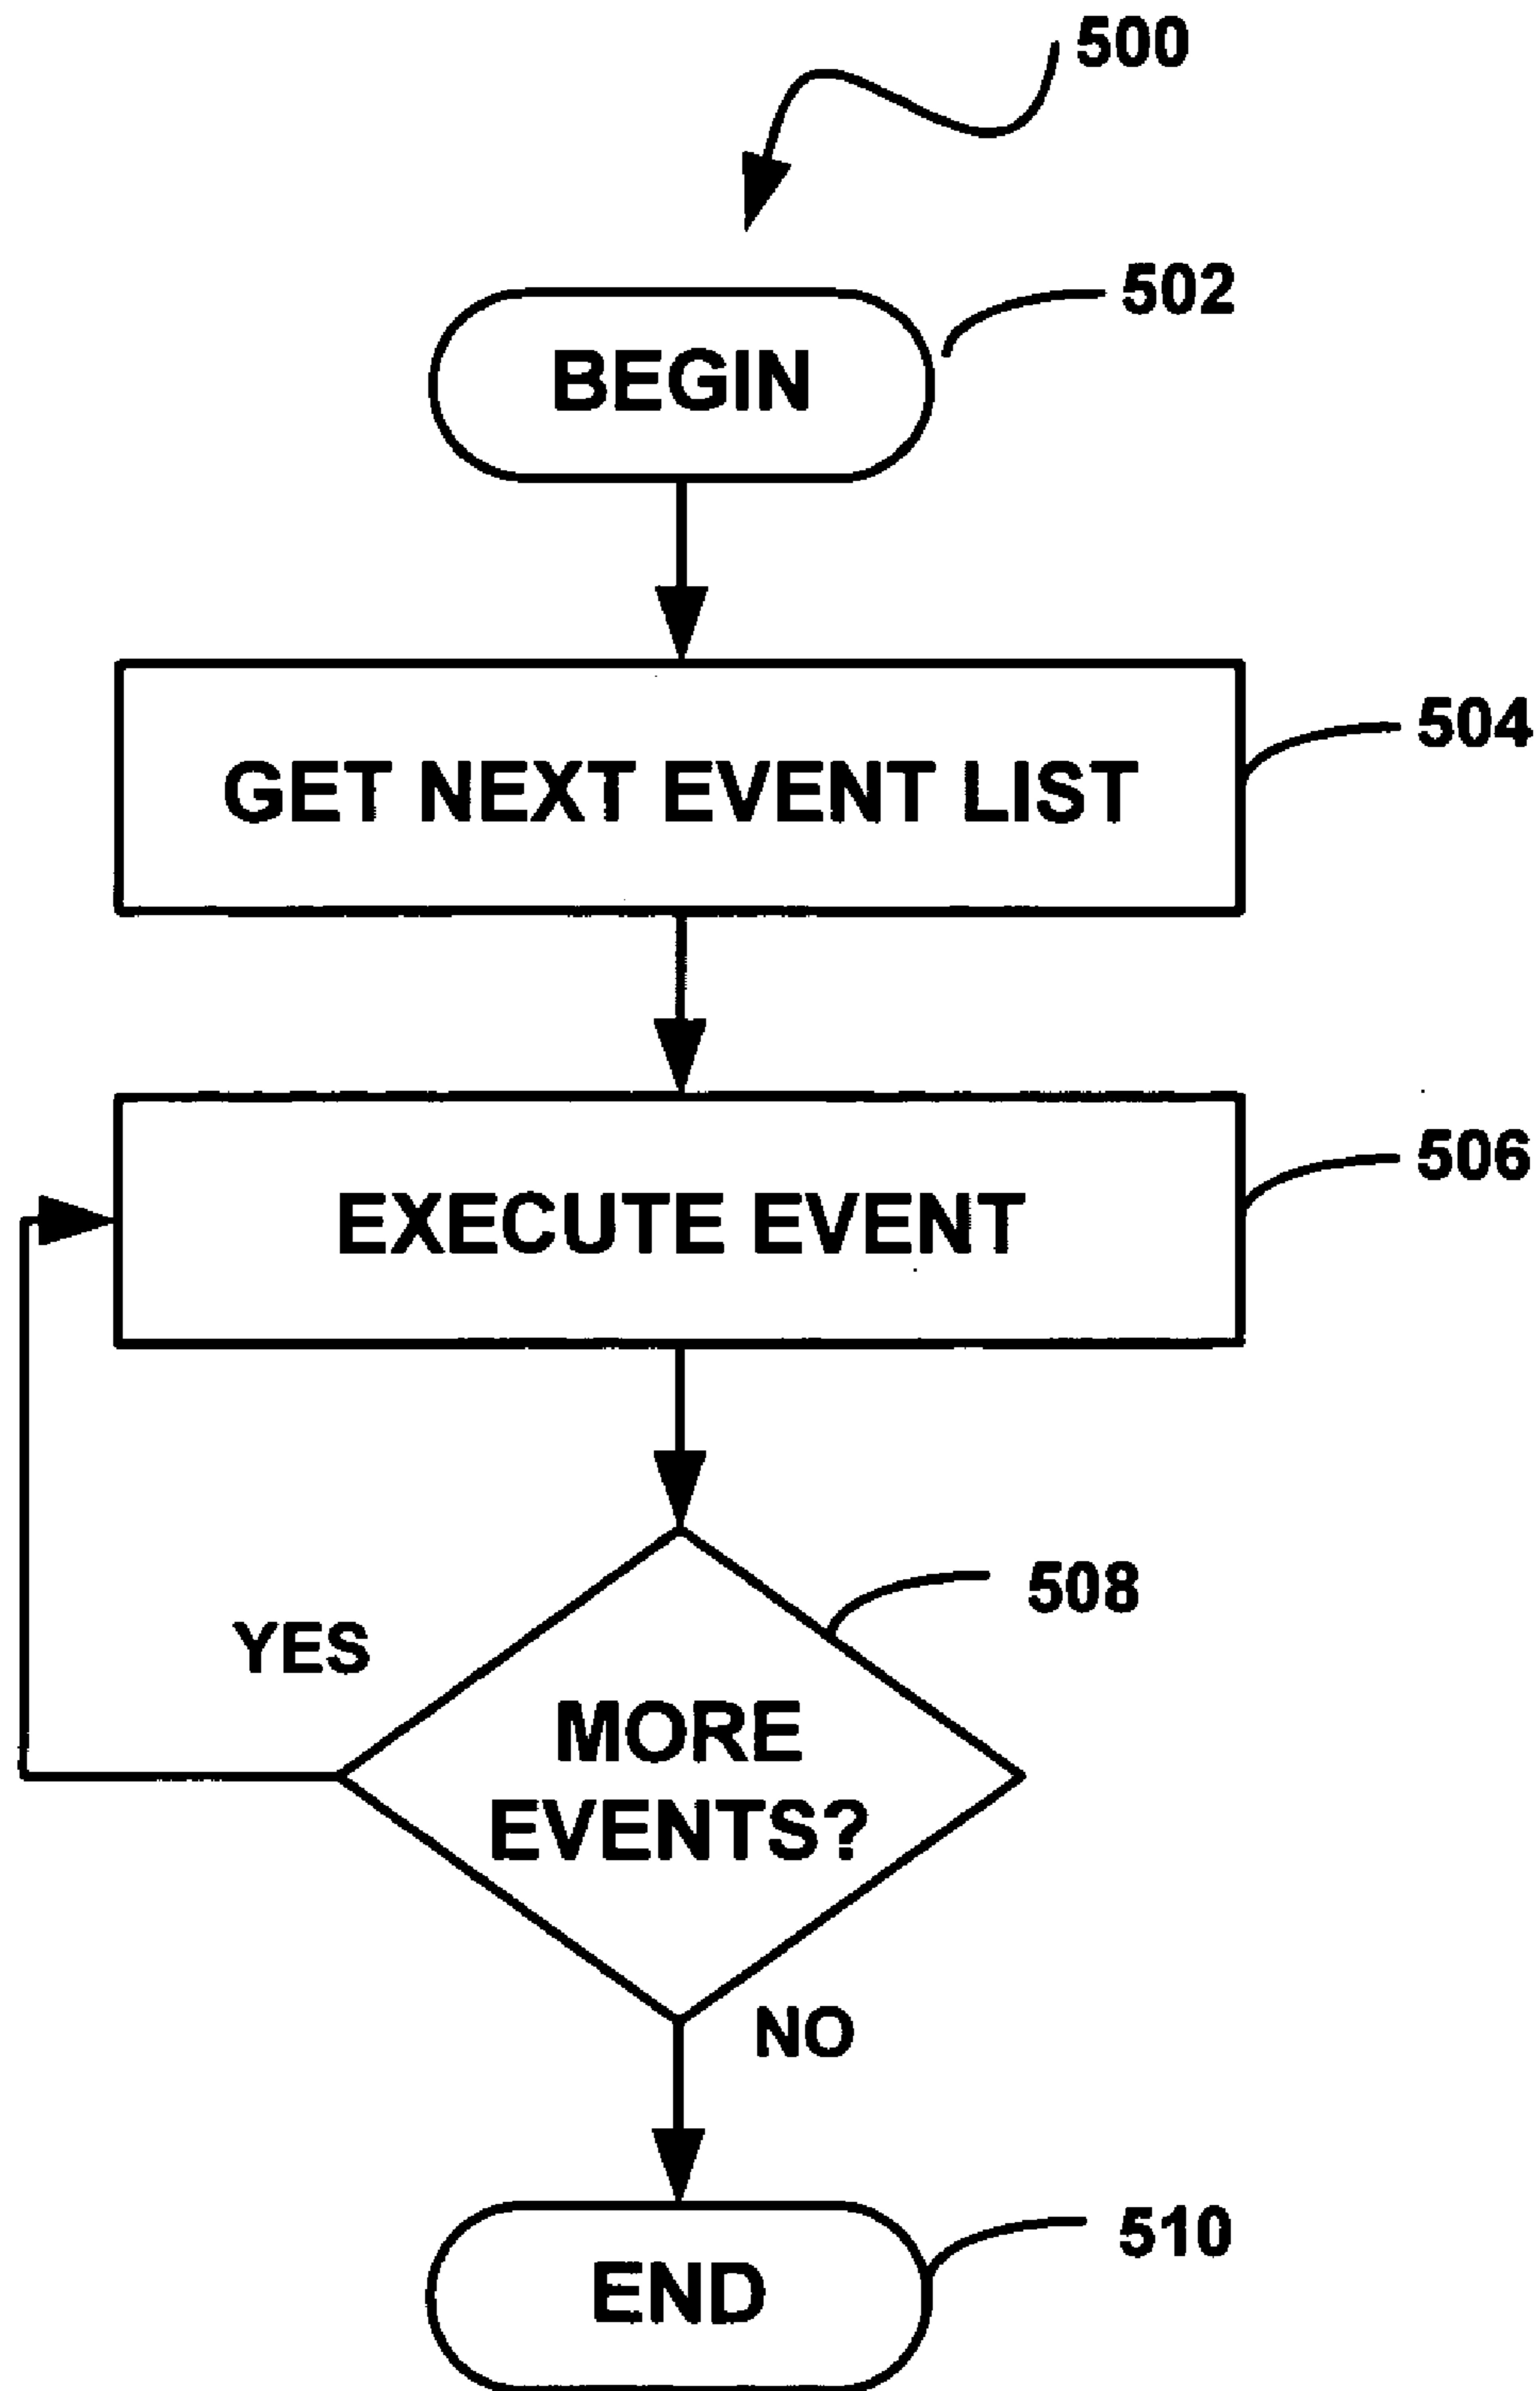 500
502
BEGIN
504
GET NEXT EVENT LIST
506
EXECUTE EVENT
508
YES
MORE
EVENTS?
NO
510
END